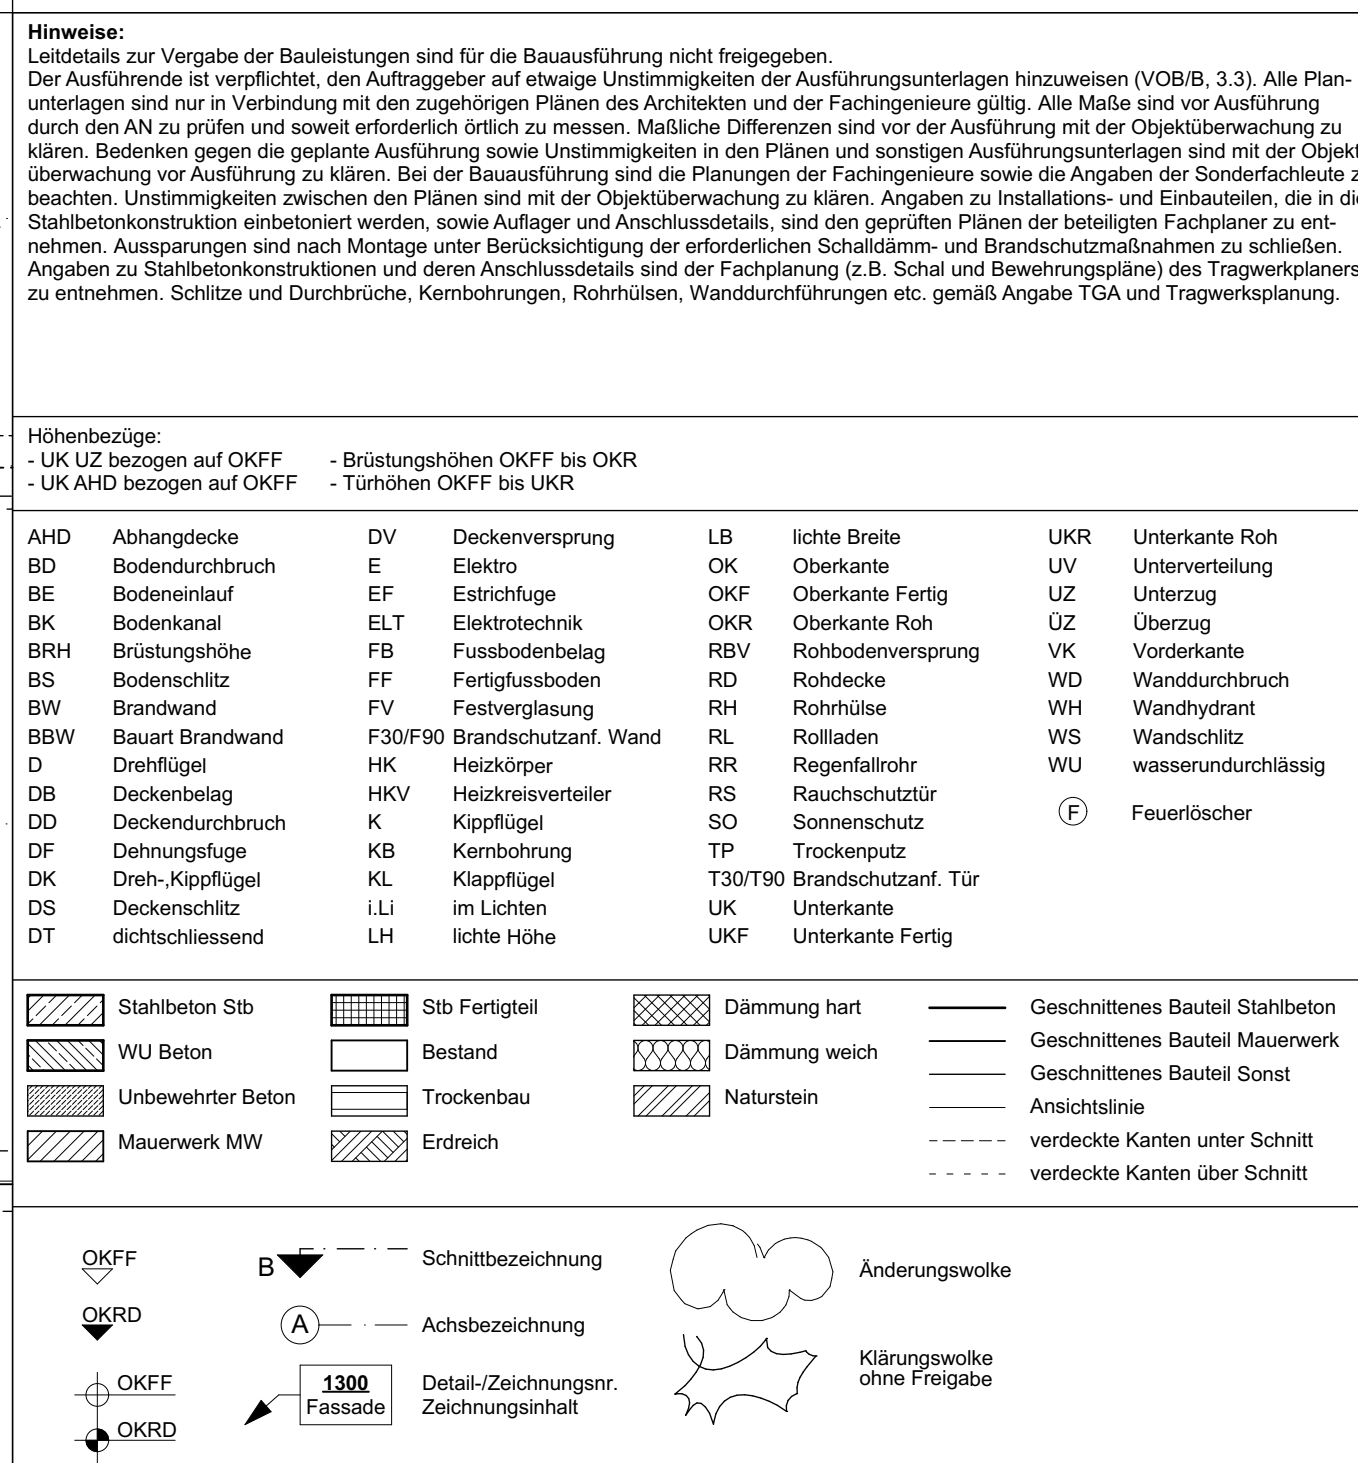 Hinweise:
Leitdetails zur Vergabe der Bauleistungen sind für die Bauausführung nicht freigegeben.
Der Ausführende ist verpflichtet, den Auftraggeber auf etwaige Unstimmigkeiten der Ausführungsunterlagen hinzuweisen (VOB/B, 3.3). Alle Plan-
unterlagen sind nur in Verbindung mit den zugehörigen Plänen des Architekten und der Fachingenieure gültig. Alle Maße sind vor Ausführung
durch den AN zu prüfen und soweit erforderlich örtlich zu messen. Maßliche Differenzen sind vor der Ausführung mit der Objektüberwachung zu
klären. Bedenken gegen die geplante Ausführung sowie Unstimmigkeiten in den Plänen und sonstigen Ausführungsunterlagen sind mit der Objekt
überwachung vor Ausführung zu klären. Bei der Bauausführung sind die Planungen der Fachingenieure sowie die Angaben der Sonderfachleute
beachten. Unstimmigkeiten zwischen den Plänen sind mit der Objektüberwachung zu klären. Angaben zu Installations- und Einbauteilen, die in
Stahlbetonkonstruktion einbetoniert werden, sowie Auflager und Anschlussdetails, sind den geprüften Plänen der beteiligten Fachplaner zu ent-
nehmen. Aussparungen sind nach Montage unter Berücksichtigung der erforderlichen Schalldämm- und Brandschutzmaßnahmen zu schließen.
Angaben zu Stahlbetonkonstruktionen und deren Anschlussdetails sind der Fachplanung (z.B. Schal und Bewehrungspläne) des Tragwerkplaners
zu entnehmen. Schlitze und Durchbrüche, Kernbohrungen, Rohrhülsen, Wanddurchführungen etc. gemäß Angabe TGA und Tragwerksplanung.
Höhenbezüge:
- UK UZ bezogen auf OKFF - Brüstungshöhen OKFF bis OKR
- UK AHD bezogen auf OKFF - Türhöhen OKFF bis UKR
AHD Abhangdecke DV Deckenversprung LB lichte Breite UKR Unterkante Roh
BD Bodendurchbruch E Elektro OK Oberkante UV Unterverteilung
BE Bodeneinlauf EF Estrichfuge OKF Oberkante Fertig UZ Unterzug
BK Bodenkanal ELT Elektrotechnik OKR Oberkante Roh ÜZ Überzug
BRH Brüstungshöhe FB Fussbodenbelag RBV Rohbodenversprung VK Vorderkante
BS Bodenschlitz FF Fertigfussboden RD Rohdecke WD Wanddurchbruch
BW Brandwand FV Festverglasung RH Rohrhülse WH Wandhydrant
BBW Bauart Brandwand F30/F90 Brandschutzanf. Wand RL Rollladen WS Wandschlitz
D Drehflügel HK Heizkörper RR Regenfallrohr WU wasserundurchlässig
DB Deckenbelag HKV Heizkreisverteiler RS Rauchschutztür
DD Deckendurchbruch K Kippflügel SO Sonnenschutz F Feuerlöscher
DF Dehnungsfuge KB Kernbohrung TP Trockenputz
DK Dreh-,Kippflügel KL Klappflügel T30/T90 Brandschutzanf. Tür
DS Deckenschlitz i.Li im Lichten UK Unterkante
DT dichtschliessend LH lichte Höhe UKF Unterkante Fertig
Stahlbeton Stb Stb Fertigteil Dämmung hart Geschnittenes Bauteil Stahlbeton
WU Beton Bestand Dämmung weich Geschnittenes Bauteil Mauerwerk
Unbewehrter Beton Trockenbau Naturstein Geschnittenes Bauteil Sonst
Mauerwerk MW Erdreich Ansichtslinie
verdeckte Kanten unter Schnitt
verdeckte Kanten über Schnitt
OKFF B Schnittbezeichnung Änderungswolke
OKRD A Achsbezeichnung Klärungswolke
ohne Freigabe
OKFF 1300 Detail-/Zeichnungsnr.
Fassade Zeichnungsinhalt
OKRD